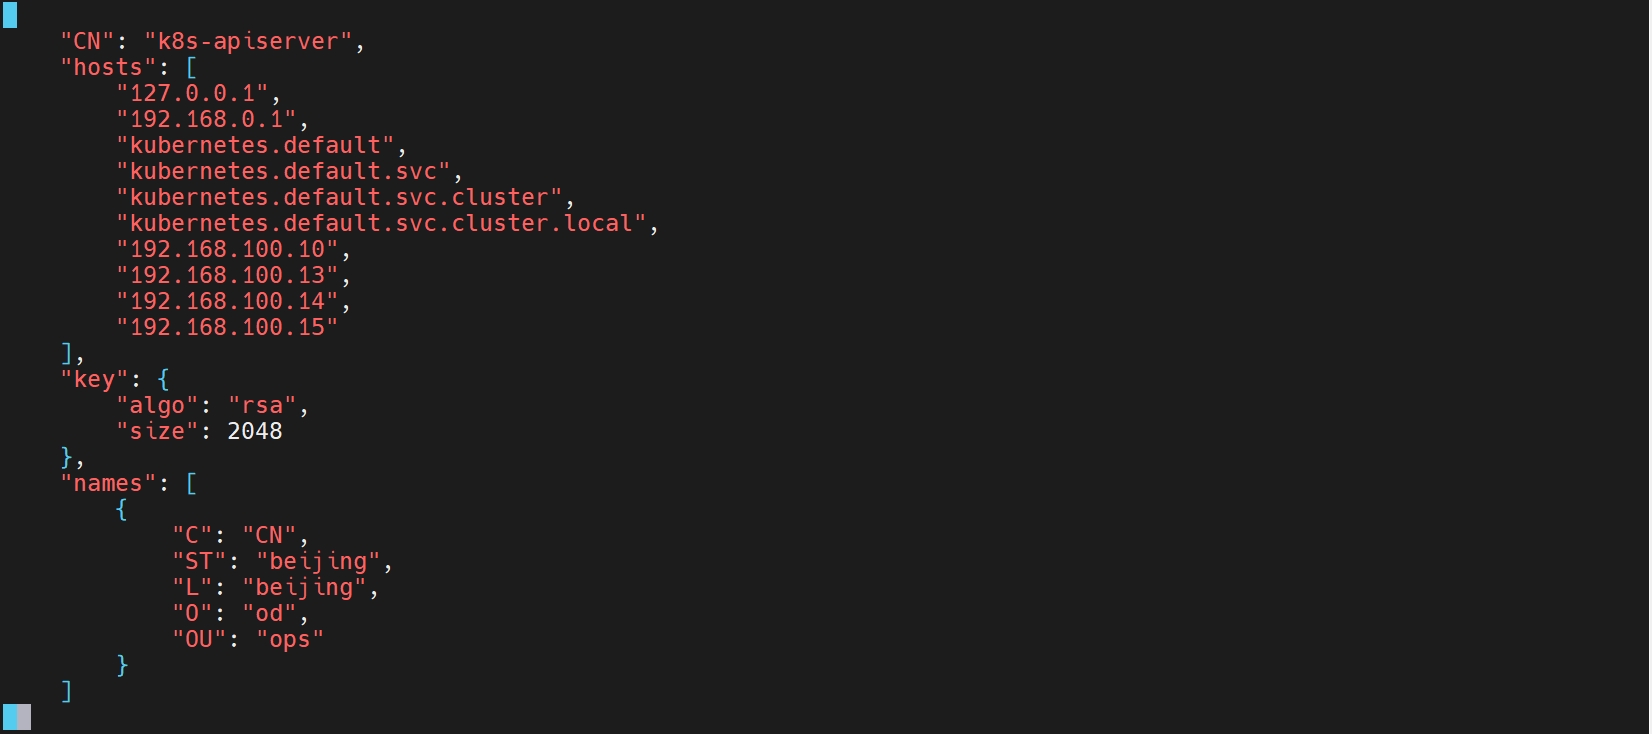 "CN": "k8s-apiserver",
"hosts": [
"127.0.0.1",
"192.168.0.1",
"kubernetes.default",
"kubernetes.default.svc",
"kubernetes.default.svc.cluster",
"kubernetes.default.svc.cluster.local",
"192.168.100.10",
"192.168.100.13",
"192.168.100.14",
"192.168.100.15"
],
"key": {
"algo": "rsa",
"size": 2048
},
"names": [
{
"C": "CN",
"ST": "beijing",
"L": "beijing",
"O": "od",
"OU": "ops"
}
]